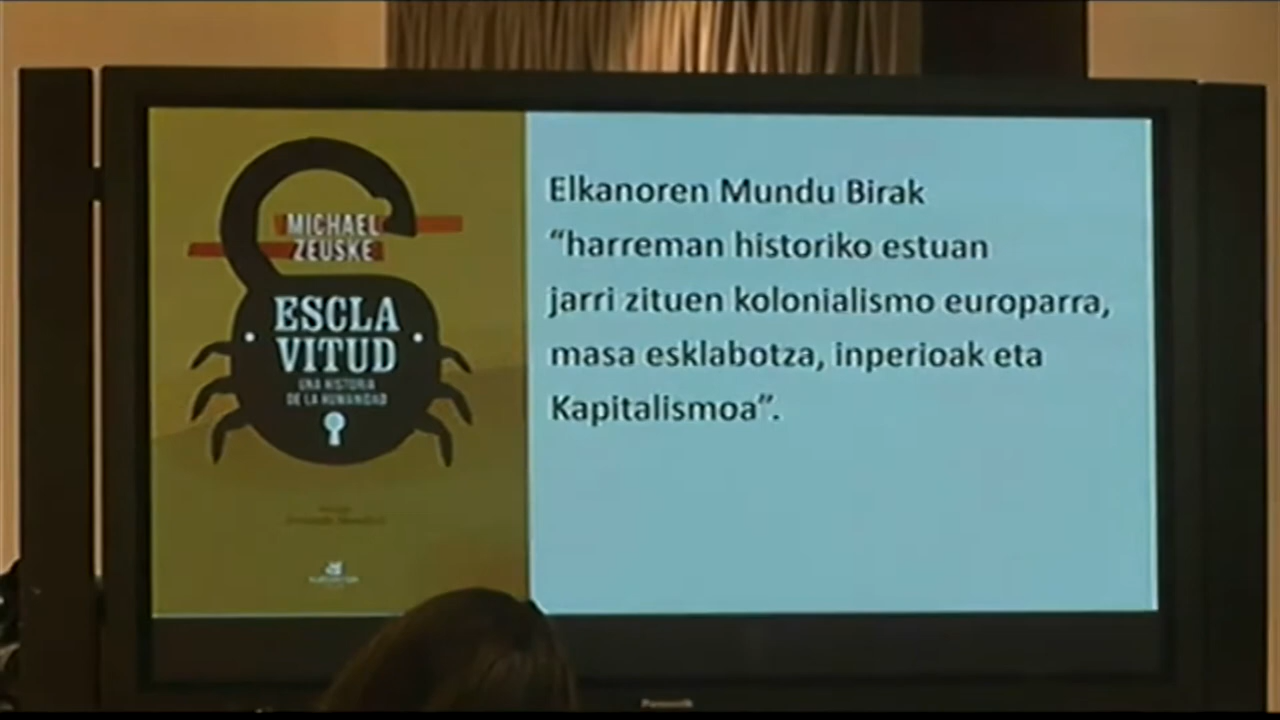 MICHAEL
ZEUSKE
ESCLA
VITUD
UNA HISTORIA
DE LA HUMANIDAD
Elkanoren Mundu Birak
“harreman historiko estuan
jarri zituen kolonialismo europarra,
masa esklabotza, inperioak eta
Kapitalismoa”.
Panasonic